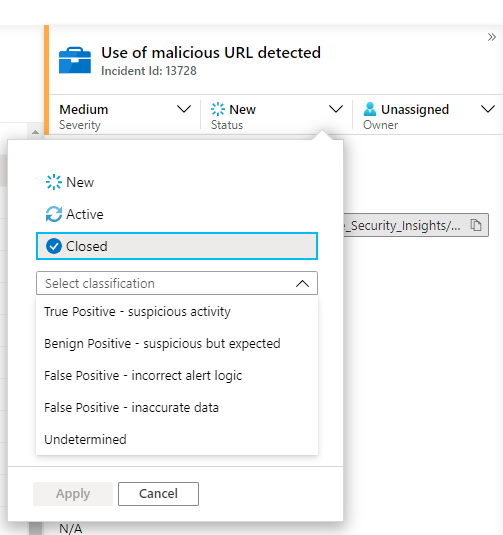 »
Use of malicious URL detected
Incident Id: 13728
Medium
Severity
New
Status
Unassigned
Owner
New
Active
Closed
e_Security_Insights/...
Select classification
True Positive - suspicious activity
Benign Positive - suspicious but expected
False Positive - incorrect alert logic
False Positive - inaccurate data
Undetermined
Apply
Cancel
N/A